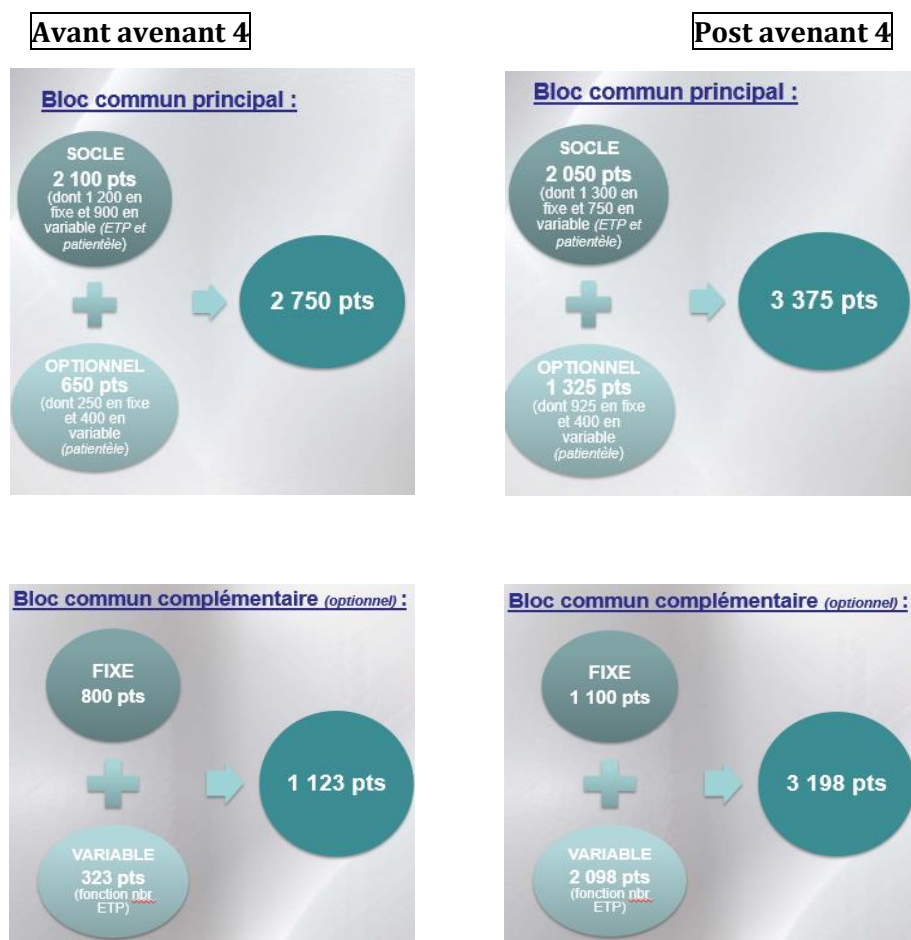 Avant avenant 4
Bloc commun principal :
SOCLE
2 100 pts
(dont 1 200 en
fixe et 900 en
variable (ETP et
patientèle)
OPTIONNEL
650 pts
(dont 250 en fixe
et 400 en
variable
(patientèle)
2 750 pts
Post avenant 4
Bloc commun principal :
SOCLE
2 050 pts
(dont 1 300 en
fixe et 750 en
variable (ETP et
patientèle)
OPTIONNEL
1 325 pts
(dont 925 en fixe
et 400 en
variable
(patientèle)
3 375 pts
Bloc commun complémentaire (optionnel) :
FIXE
800 pts
VARIABLE
323 pts
(fonction nbr
ETP)
1 123 pts
Bloc commun complémentaire (optionnel) :
FIXE
1 100 pts
VARIABLE
2 098 pts
(fonction nbr
ETP)
3 198 pts